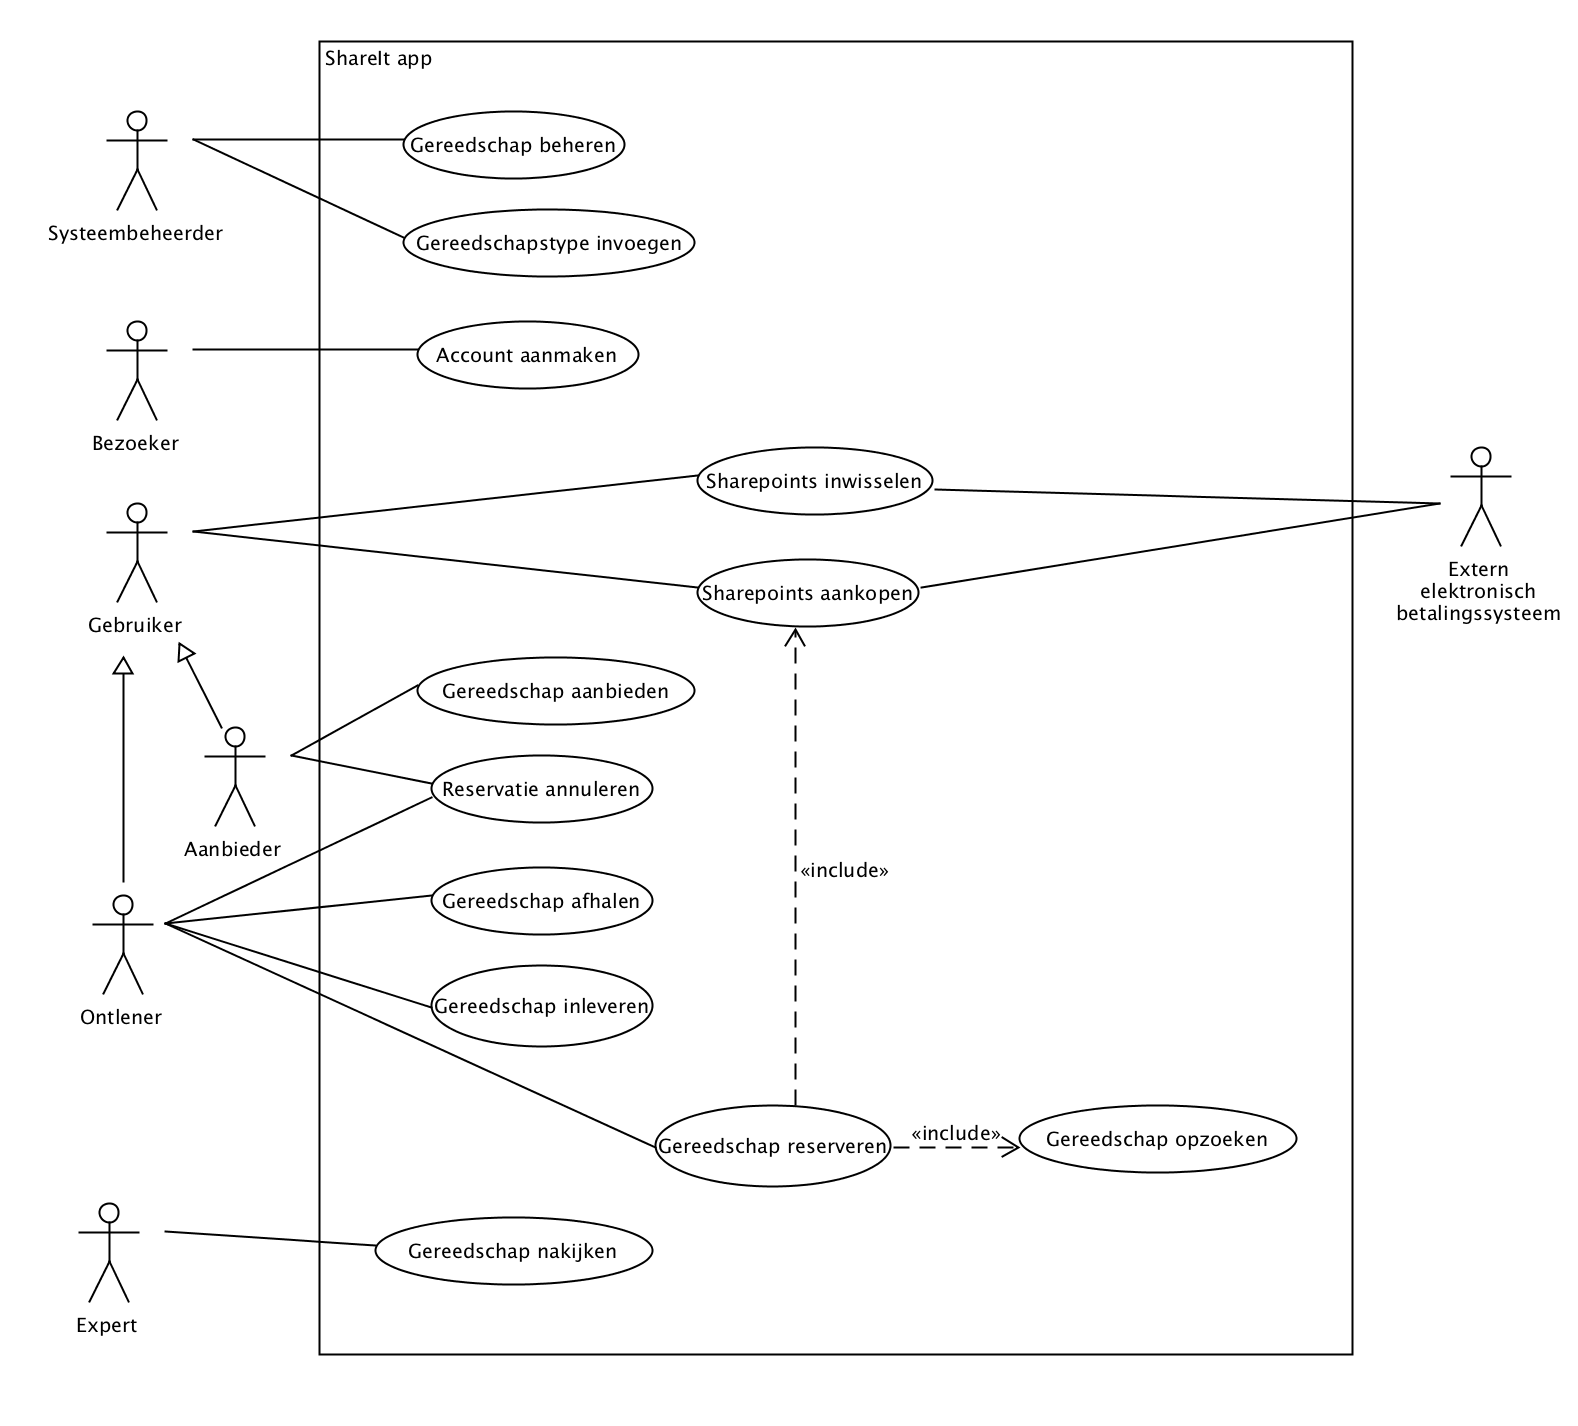 ShareIt app
Gereedschap beheren
Systeembeheerder
Gereedschapstype invoegen
Account aanmaken
Bezoeker
Sharepoints inwisselen
Extern
elektronisch
betalingssysteem
Sharepoints aankopen
Gebruiker
Gereedschap aanbieden
Reservatie annuleren
Aanbieder
«include»
Gereedschap afhalen
Gereedschap inleveren
Ontlener
«include»
Gereedschap reserveren
Gereedschap opzoeken
Gereedschap nakijken
Expert